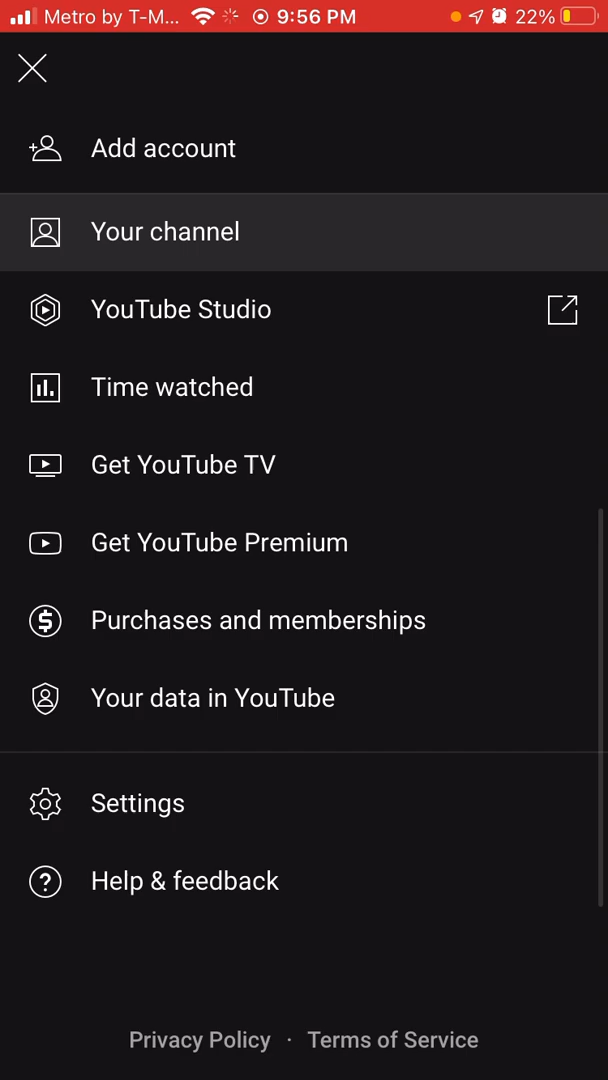 Metro by T-M... 9:56 PM 22%
Add account
Your channel
YouTube Studio
Time watched
Get YouTube TV
Get YouTube Premium
Purchases and memberships
Your data in YouTube
Settings
Help & feedback
Privacy Policy · Terms of Service